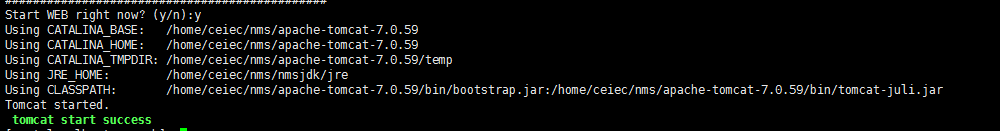 Start WEB right now? (y/n):y
Using CATALINA_BASE:   /home/ceiec/nms/apache-tomcat-7.0.59
Using CATALINA_HOME:   /home/ceiec/nms/apache-tomcat-7.0.59
Using CATALINA_TMPDIR: /home/ceiec/nms/apache-tomcat-7.0.59/temp
Using JRE_HOME:        /home/ceiec/nms/nmsjdk/jre
Using CLASSPATH:       /home/ceiec/nms/apache-tomcat-7.0.59/bin/bootstrap.jar:/home/ceiec/nms/apache-tomcat-7.0.59/bin/tomcat-juli.jar
Tomcat started.
tomcat start success